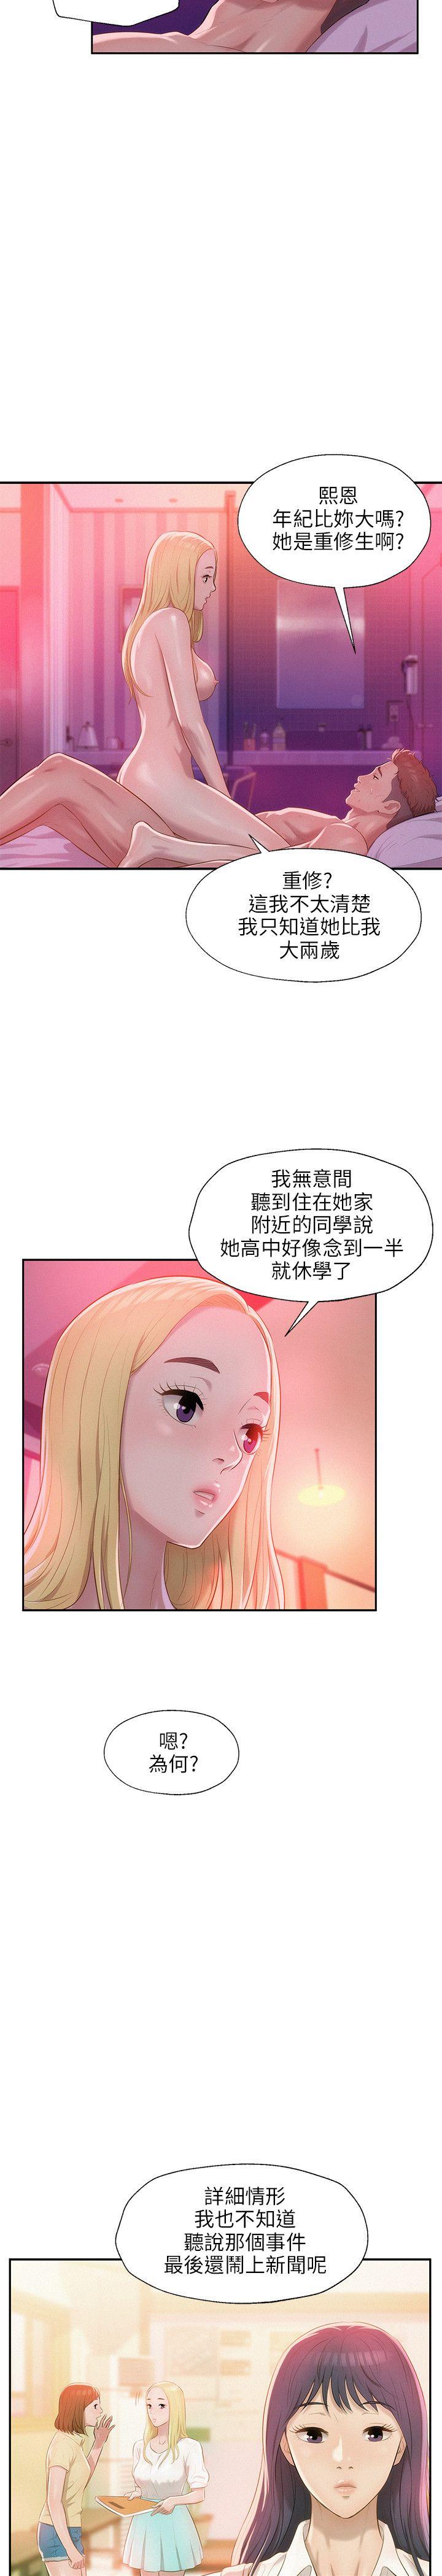 熙恩
年紀比妳大嗎?
她是重修生啊?
重修?
這我不太清楚
我只知道她比我
大兩歲
我無意間
聽到住在她家
附近的同學說
她高中好像念到一半
就休學了
嗯?
為何?
詳細情形
我也不知道
聽說那個事件
最後還鬧上新聞呢